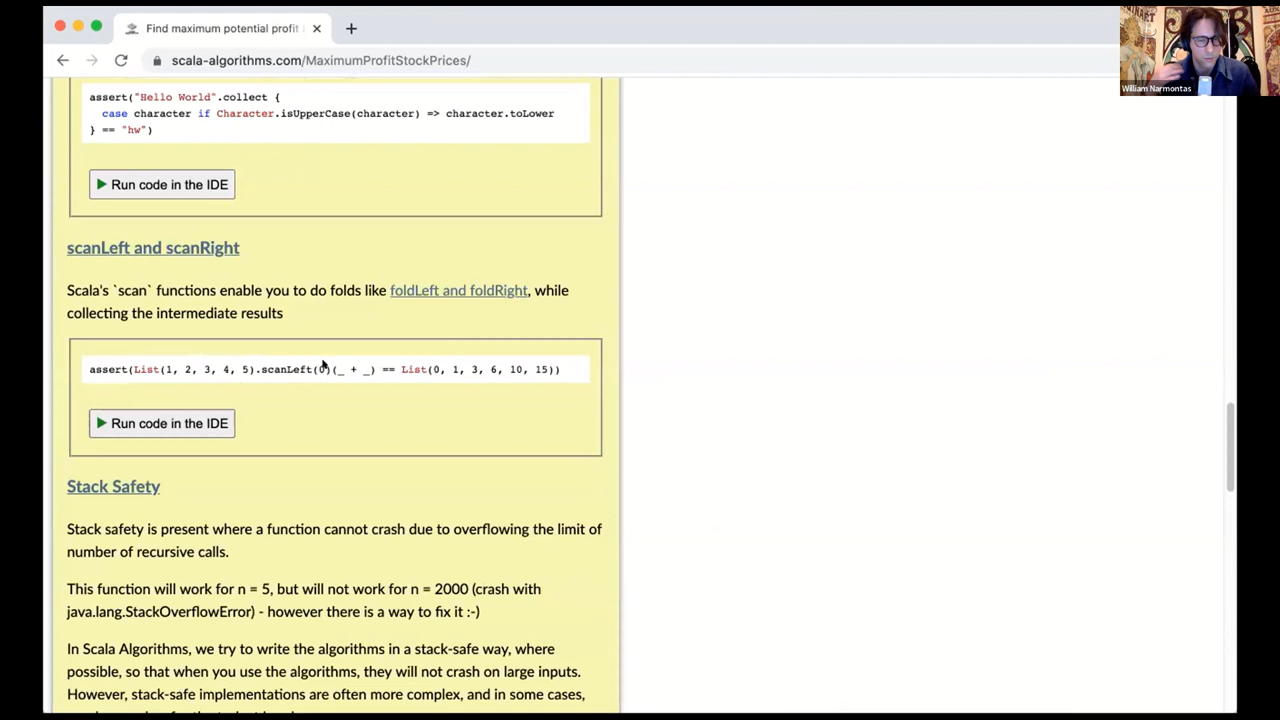 Find maximum potential profit
scala-algorithms.com/MaximumProfitStockPrices/
William Narmontas
assert("Hello World".collect {
case character if Character.isUpperCase(character) => character.toLower
} == "hw")
Run code in the IDE
scanLeft and scanRight
Scala's `scan` functions enable you to do folds like foldLeft and foldRight, while
collecting the intermediate results
assert(List(1, 2, 3, 4, 5).scanLeft(0)(_ + _) == List(0, 1, 3, 6, 10, 15))
Run code in the IDE
Stack Safety
Stack safety is present where a function cannot crash due to overflowing the limit of
number of recursive calls.
This function will work for n = 5, but will not work for n = 2000 (crash with
java.lang.StackOverflowError) - however there is a way to fix it :-)
In Scala Algorithms, we try to write the algorithms in a stack-safe way, where
possible, so that when you use the algorithms, they will not crash on large inputs.
However, stack-safe implementations are often more complex, and in some cases,